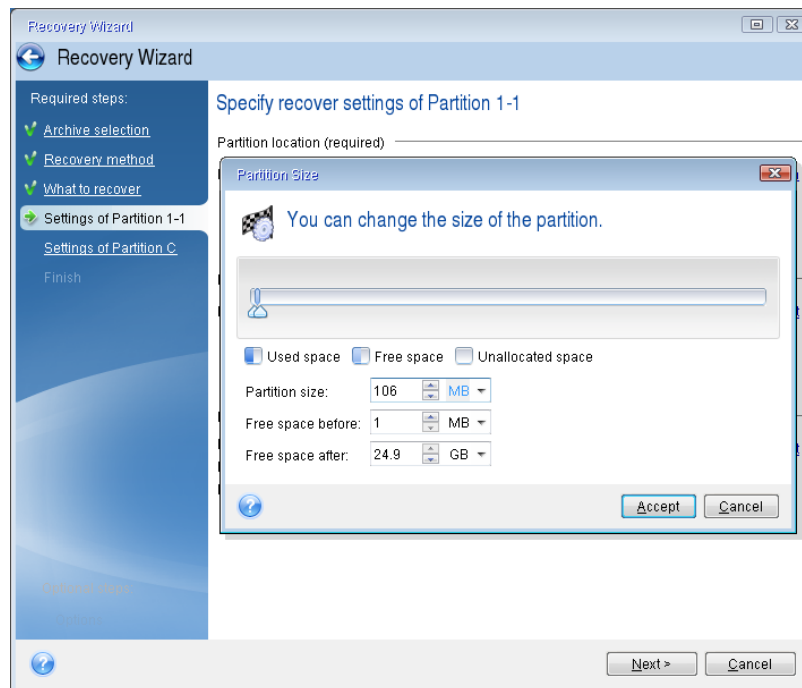 Recovery Wizard
Recovery Wizard
Required steps:
Archive selection
Recovery method
What to recover
Settings of Partition 1-1
Settings of Partition C
Finish
Specify recover settings of Partition 1-1
Partition location (required)
Partition Size
You can change the size of the partition.
Used space Free space Unallocated space
Partition size: 106 MB
Free space before: 1 MB
Free space after: 24.9 GB
Accept Cancel
Next > Cancel